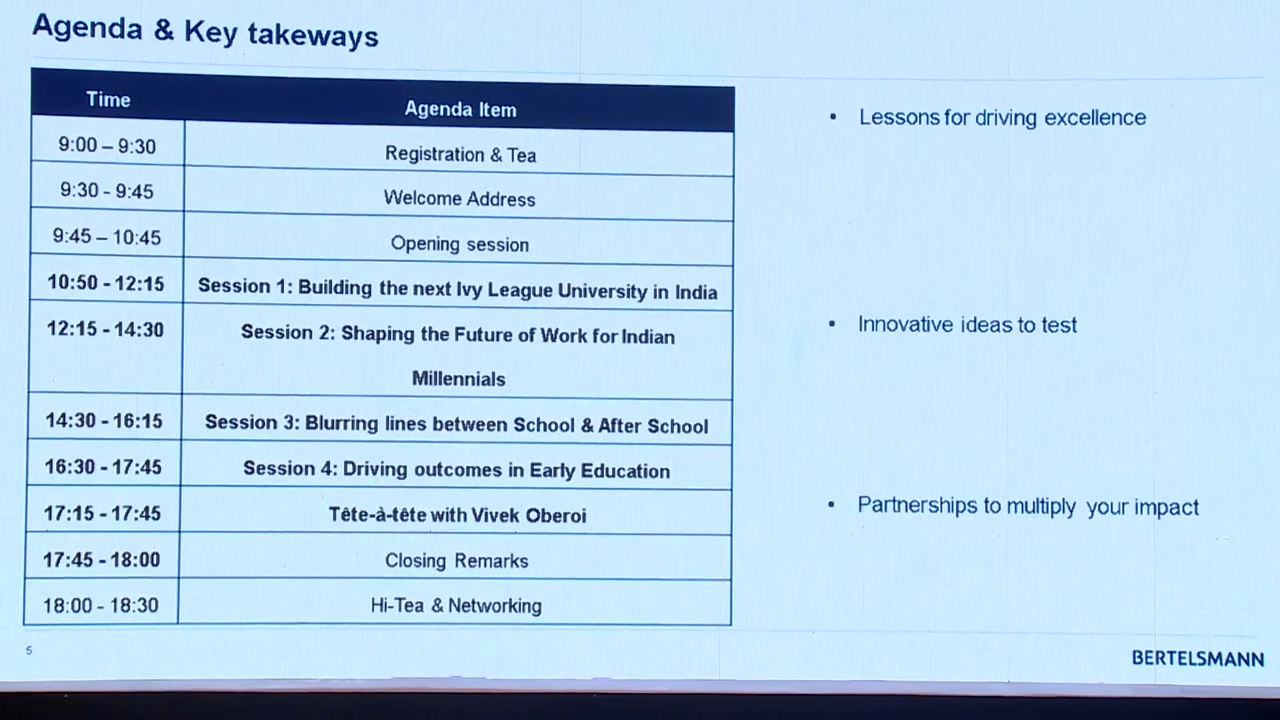 Agenda & Key takeways
Time Agenda Item
9:00 – 9:30 Registration & Tea
9:30 - 9:45 Welcome Address
9:45 – 10:45 Opening session
10:50 - 12:15 Session 1: Building the next Ivy League University in India
12:15 - 14:30 Session 2: Shaping the Future of Work for Indian
Millennials
14:30 - 16:15 Session 3: Blurring lines between School & After School
16:30 - 17:45 Session 4: Driving outcomes in Early Education
17:15 - 17:45 Tête-à-tête with Vivek Oberoi
17:45 - 18:00 Closing Remarks
18:00 - 18:30 Hi-Tea & Networking
• Lessons for driving excellence
• Innovative ideas to test
• Partnerships to multiply your impact
5
BERTELSMANN